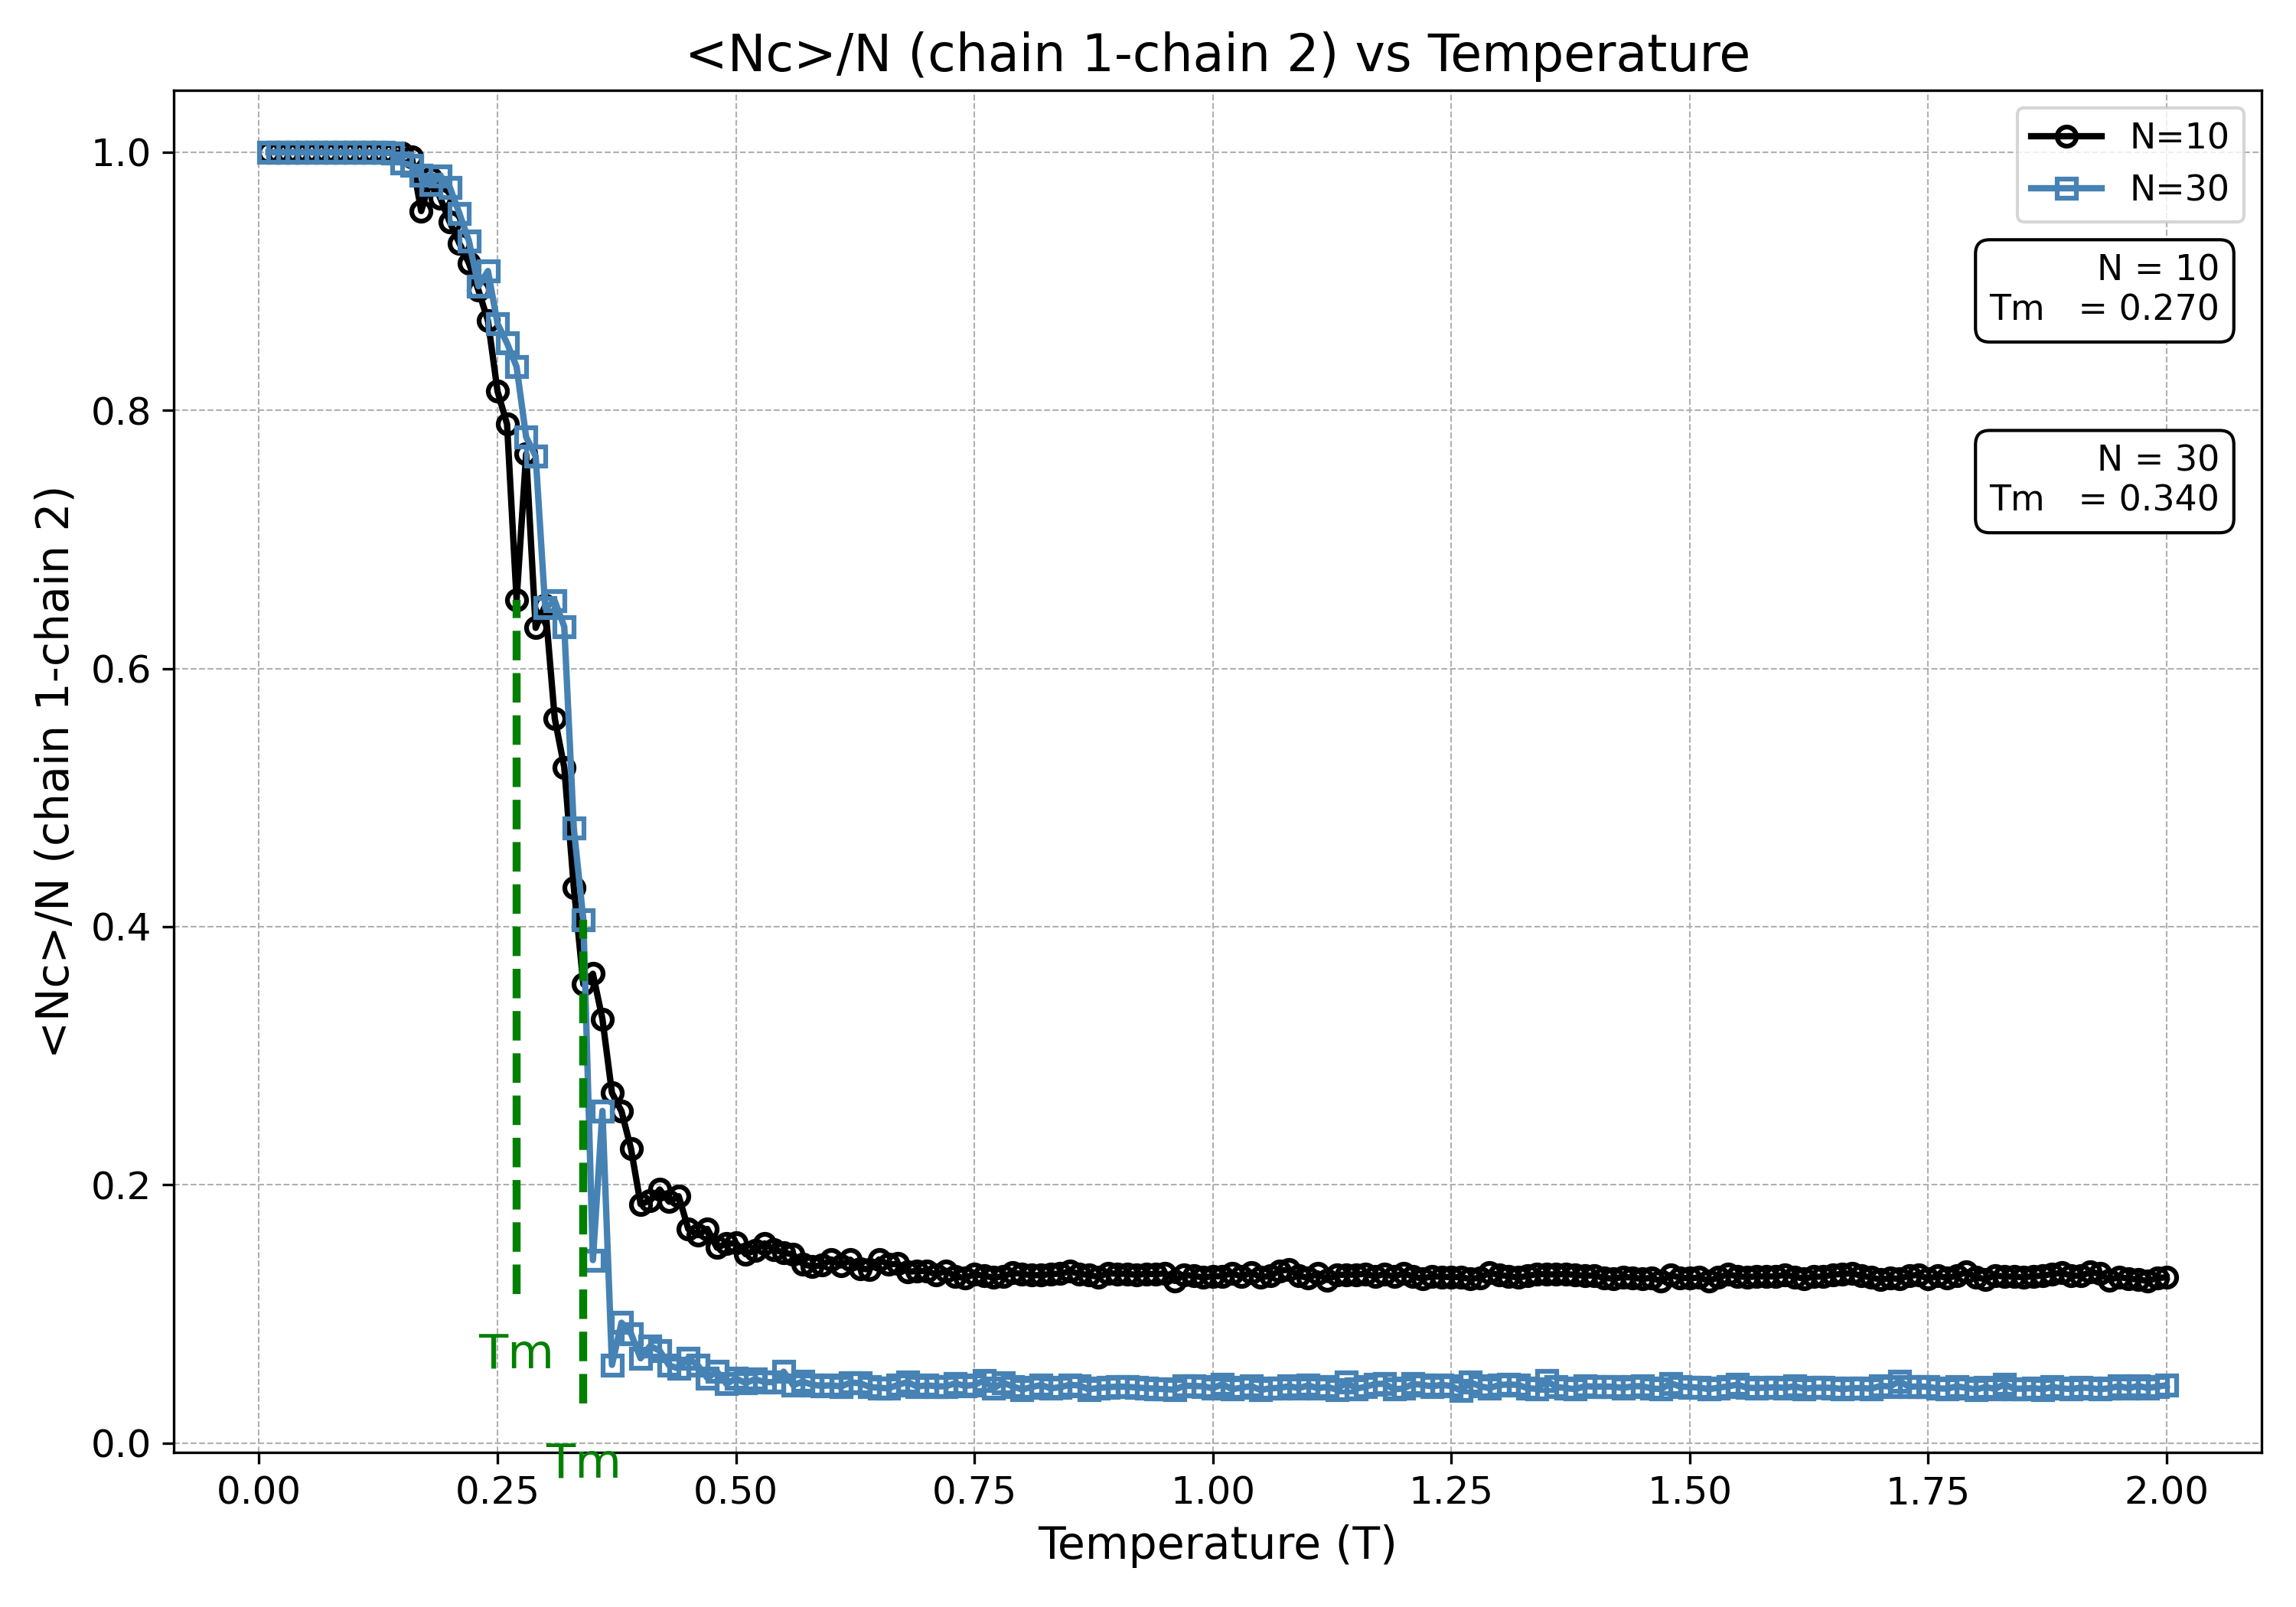 <Nc>/N (chain 1-chain 2) vs Temperature
<Nc>/N (chain 1-chain 2)
1.0
0.8
0.6
0.4
0.2
0.0
N=10
N=30
N = 10
Tm = 0.270
N = 30
Tm = 0.340
Tm
Tm
0.00 0.25 0.50 0.75 1.00 1.25 1.50 1.75 2.00
Temperature (T)